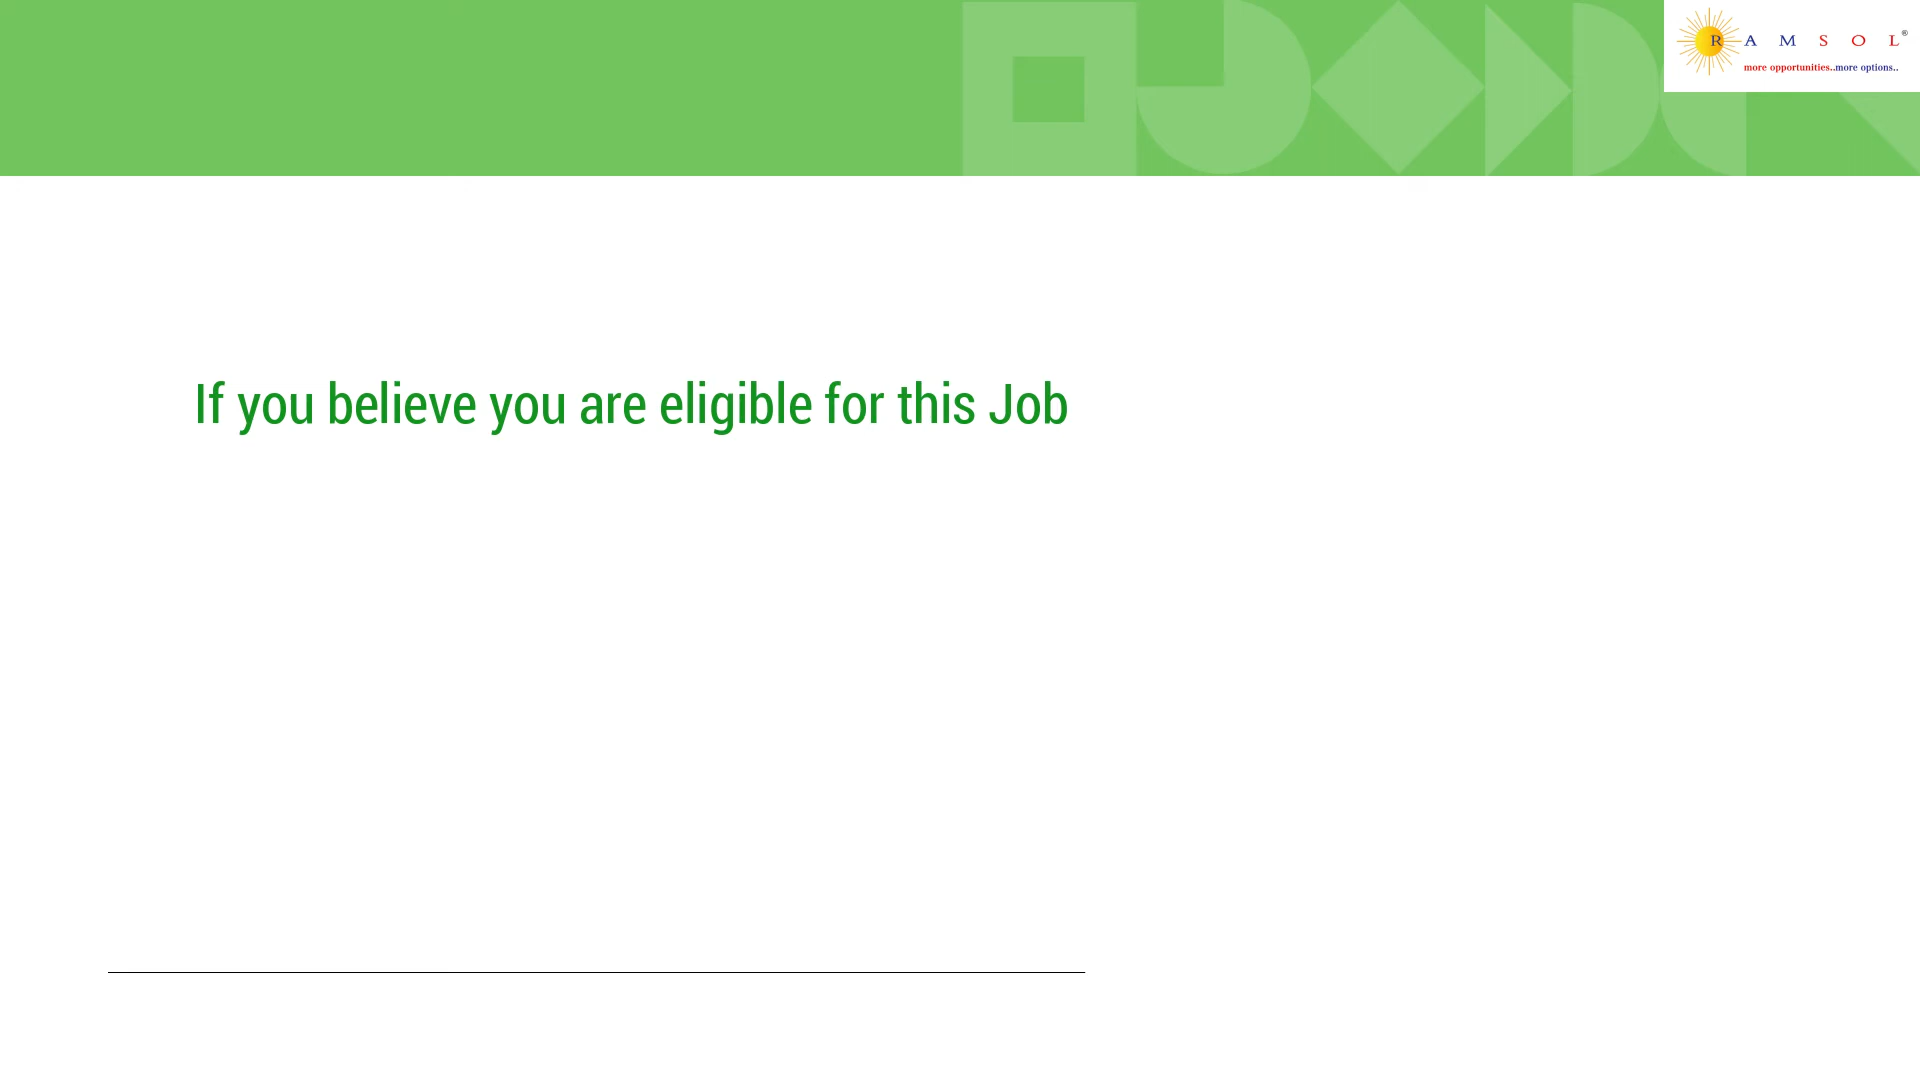 R A M S O L®
more opportunities..more options..
If you believe you are eligible for this Job